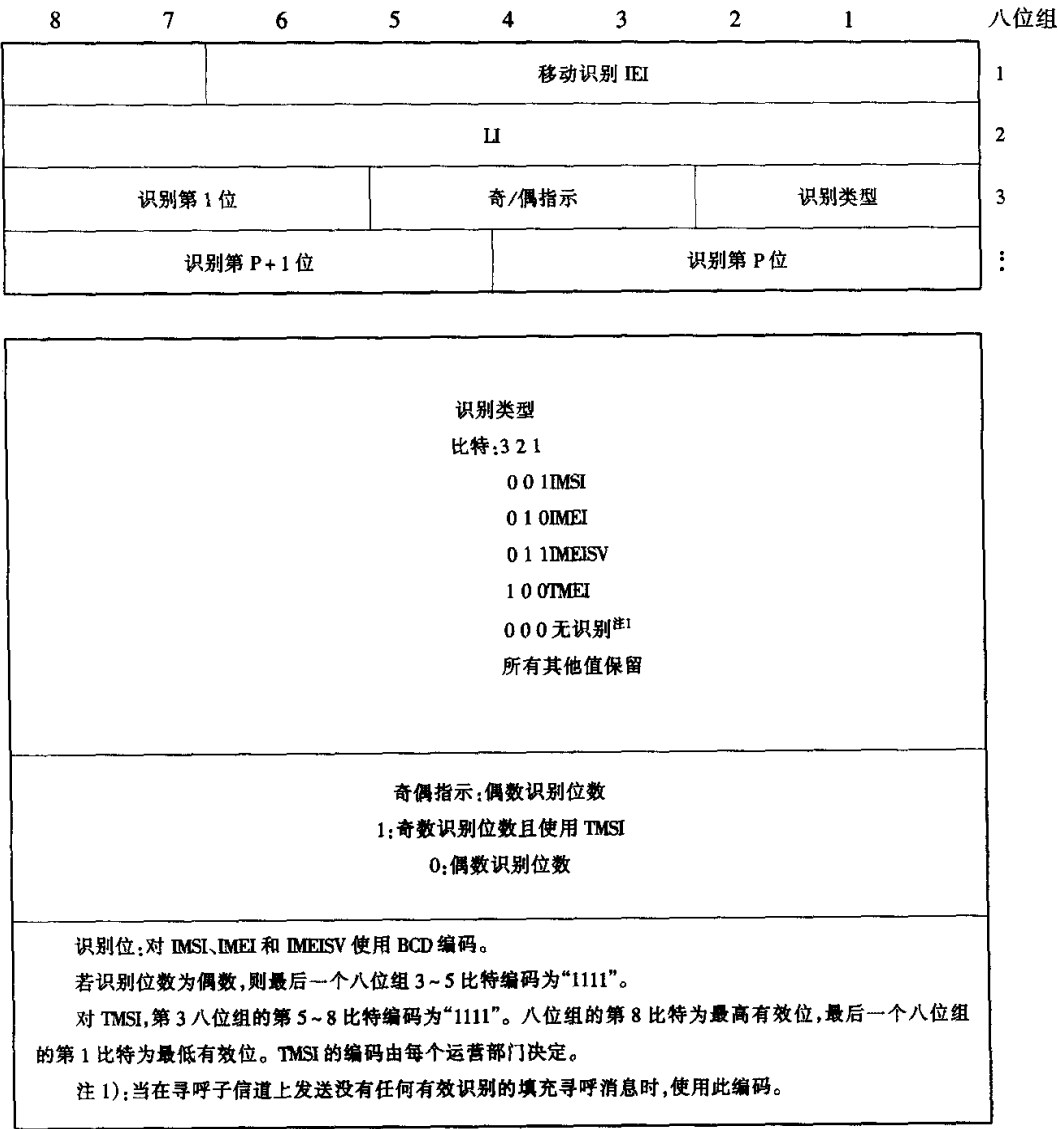 8 7 6 5 4 3 2 1 八位组
移动识别 IEI 1
LI 2
识别第 1 位 奇/偶指示 识别类型 3
识别第 P+1 位 识别第 P 位 ⋮
识别类型
比特:3 2 1
0 0 1IMSI
0 1 0IMEI
0 1 1IMEISV
1 0 0TMEI
0 0 0 无识别注1
所有其他值保留
奇偶指示:偶数识别位数
1:奇数识别位数且使用 TMSI
0:偶数识别位数
识别位:对 IMSI、IMEI 和 IMEISV 使用 BCD 编码。
若识别位数为偶数,则最后一个八位组 3~5 比特编码为“1111”。
对 TMSI,第 3 八位组的第 5~8 比特编码为“1111”。八位组的第 8 比特为最高有效位,最后一个八位组
的第 1 比特为最低有效位。TMSI 的编码由每个运营部门决定。
注 1):当在寻呼子信道上发送没有任何有效识别的填充寻呼消息时,使用此编码。